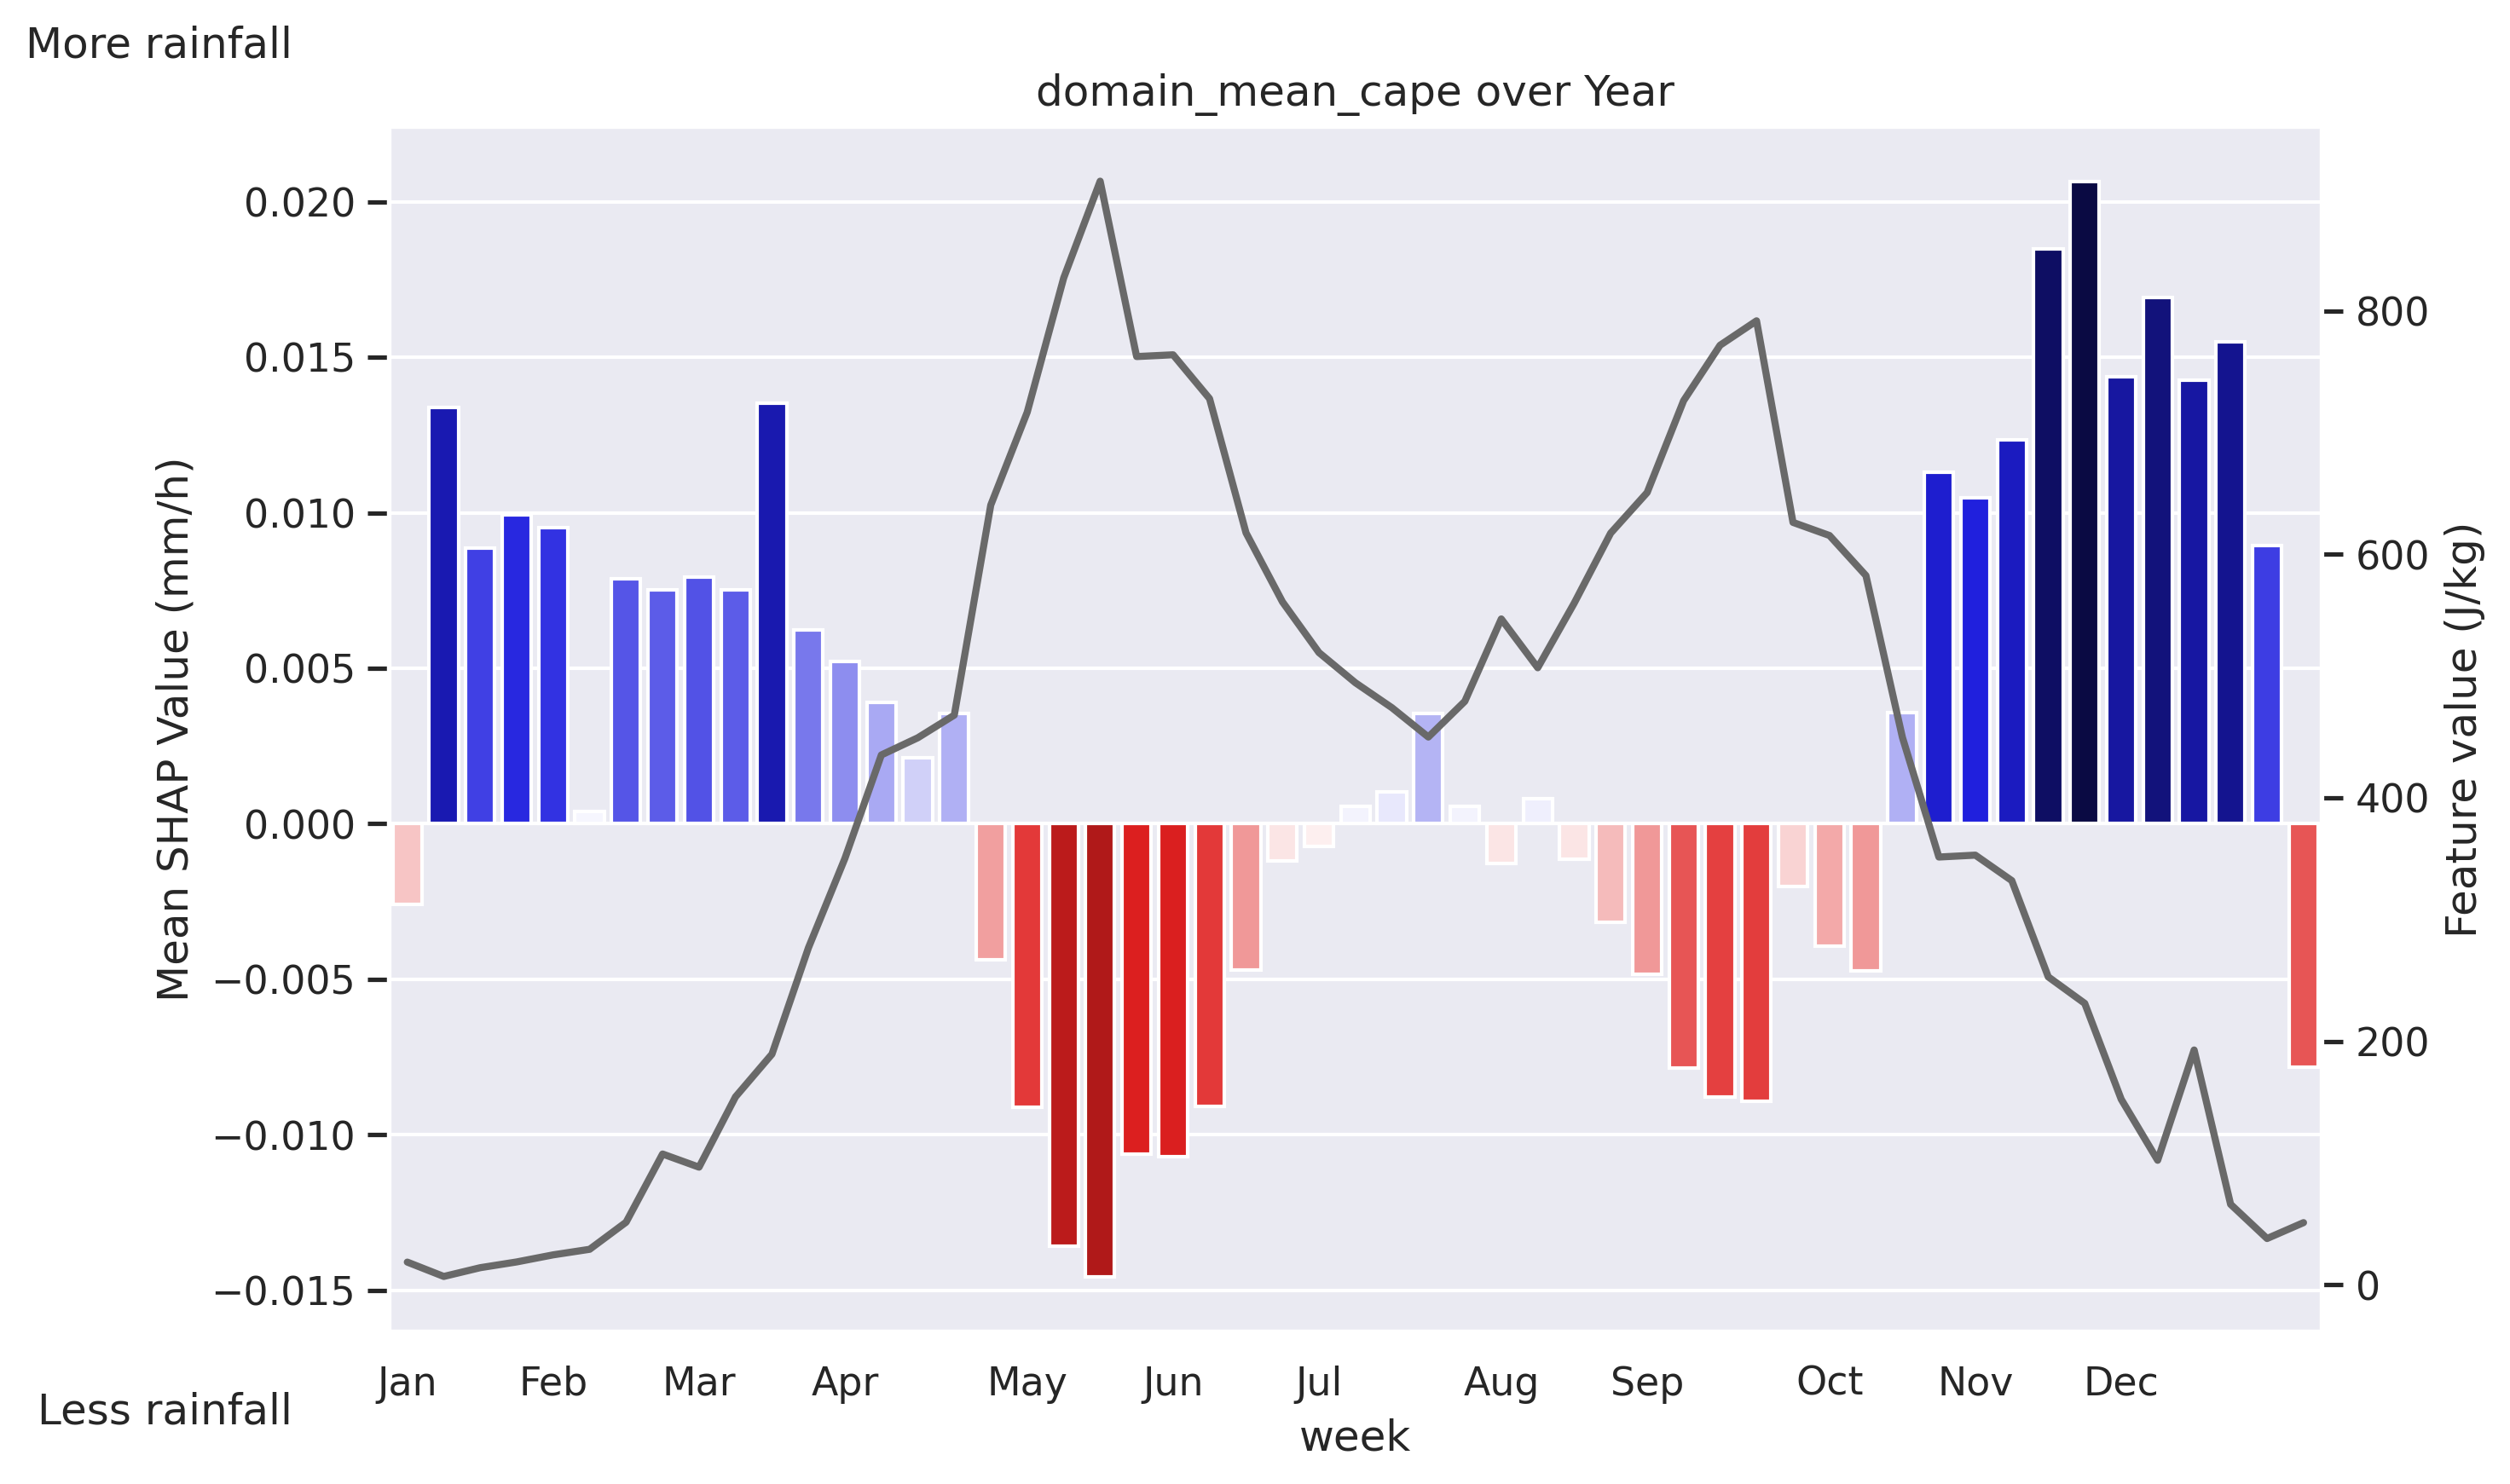 More rainfall
domain_mean_cape over Year
Mean SHAP Value (mm/h)
0.020
0.015
0.010
0.005
0.000
−0.005
−0.010
−0.015
800
600
400
200
0
Feature value (J/kg)
Jan Feb Mar Apr May Jun Jul Aug Sep Oct Nov Dec
Less rainfall
week